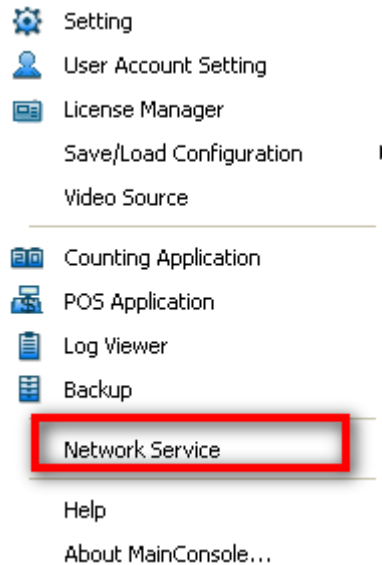 Setting
User Account Setting
License Manager
Save/Load Configuration
Video Source
Counting Application
POS Application
Log Viewer
Backup
Network Service
Help
About MainConsole...